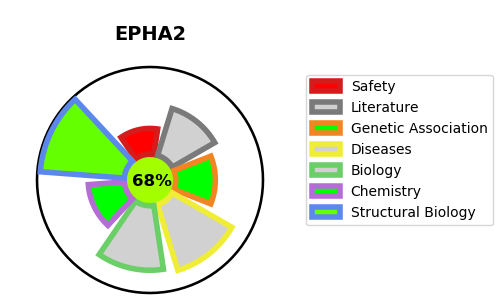 EPHA2
68%
Safety
Literature
Genetic Association
Diseases
Biology
Chemistry
Structural Biology